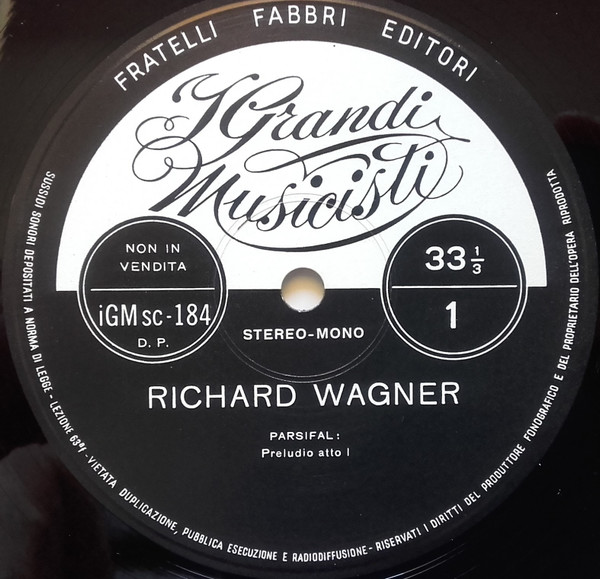 FRATELLI FABBRI EDITORI
I Grandi
Musicisti
NON IN
VENDITA
iGM sc-184
D. P.
33 1/3
1
STEREO-MONO
RICHARD WAGNER
PARSIFAL:
Preludio atto I
SUSSIDI SONORI DEPOSITATI A NORMA DI LEGGE - LEZIONE 63ª/ - VIETATA DUPLICAZIONE, PUBBLICA ESECUZIONE E RADIODIFFUSIONE - RISERVATI I DIRITTI DEL PRODUTTORE FONOGRAFICO E DEL PROPRIETARIO DELL'OPERA RIPRODOTTA